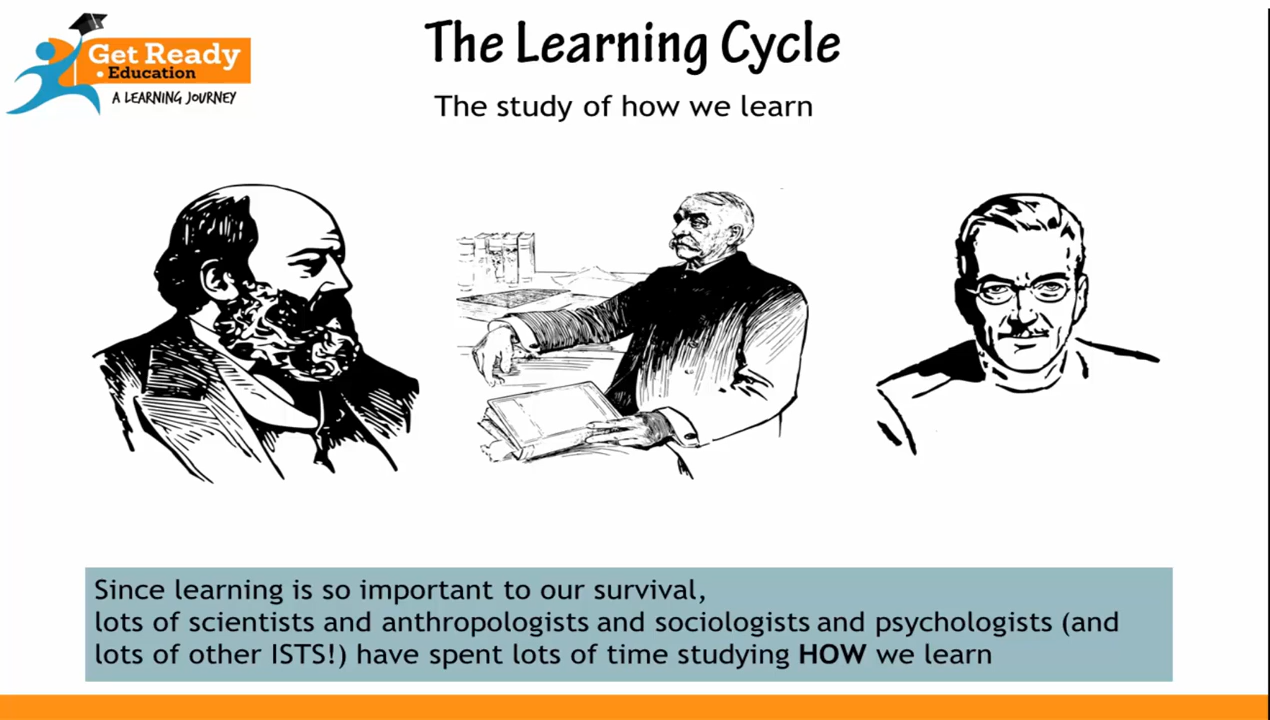 Get Ready
• Education
A LEARNING JOURNEY
The Learning Cycle
The study of how we learn
Since learning is so important to our survival,
lots of scientists and anthropologists and sociologists and psychologists (and
lots of other ISTS!) have spent lots of time studying HOW we learn